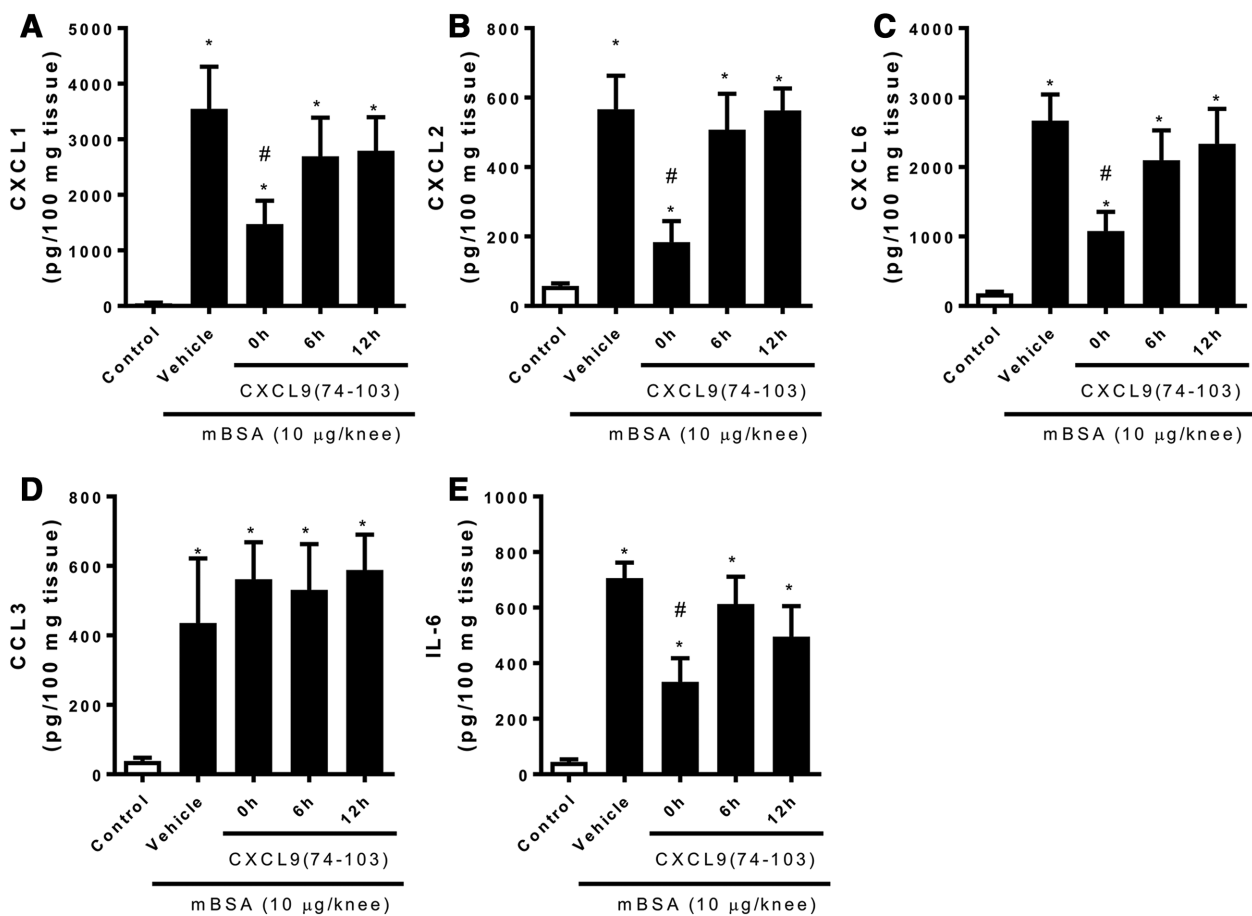 A
CXCL1
(pg/100 mg tissue)
5000
4000
3000
2000
1000
0
*
#
*
*
*
Control
Vehicle
0h
6h
12h
CXCL9(74-103)
mBSA (10 μg/knee)
B
CXCL2
(pg/100 mg tissue)
800
600
400
200
0
*
#
*
*
*
Control
Vehicle
0h
6h
12h
CXCL9(74-103)
mBSA (10 μg/knee)
C
CXCL6
(pg/100 mg tissue)
4000
3000
2000
1000
0
*
#
*
*
*
Control
Vehicle
0h
6h
12h
CXCL9(74-103)
mBSA (10 μg/knee)
D
CCL3
(pg/100 mg tissue)
800
600
400
200
0
*
*
*
*
Control
Vehicle
0h
6h
12h
CXCL9(74-103)
mBSA (10 μg/knee)
E
IL-6
(pg/100 mg tissue)
1000
800
600
400
200
0
*
#
*
*
*
Control
Vehicle
0h
6h
12h
CXCL9(74-103)
mBSA (10 μg/knee)